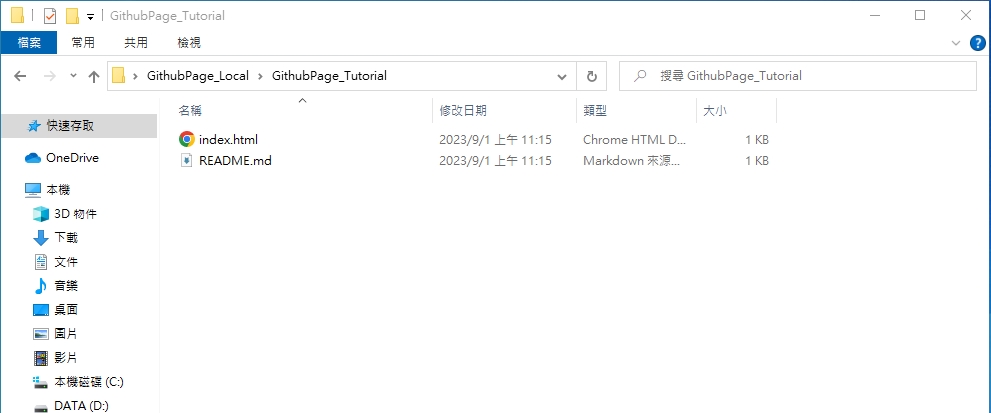 GithubPage_Tutorial
檔案 常用 共用 檢視
GithubPage_Local GithubPage_Tutorial 搜尋 GithubPage_Tutorial
名稱 修改日期 類型 大小
快速存取
index.html 2023/9/1 上午 11:15 Chrome HTML D... 1 KB
README.md 2023/9/1 上午 11:15 Markdown 來源... 1 KB
OneDrive
本機
3D 物件
下載
文件
音樂
桌面
圖片
影片
本機磁碟 (C:)
DATA (D:)